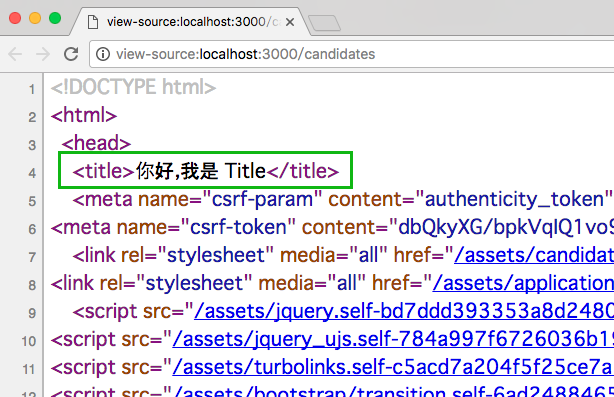 view-source:localhost:3000/c
view-source:localhost:3000/candidates
1 <!DOCTYPE html>
2 <html>
3 <head>
4 <title>你好,我是 Title</title>
5 <meta name="csrf-param" content="authenticity_token"
6 <meta name="csrf-token" content="dbQkyXG/bpkVqIQ1vo9
7 <link rel="stylesheet" media="all" href="/assets/candidat
8 <link rel="stylesheet" media="all" href="/assets/application
9 <script src="/assets/jquery.self-bd7ddd393353a8d2480
10 <script src="/assets/jquery_ujs.self-784a997f6726036b19
11 <script src="/assets/turbolinks.self-c5acd7a204f5f25ce7a
12 <script src="/assets/bootstrap/transition.self-6ad2488465